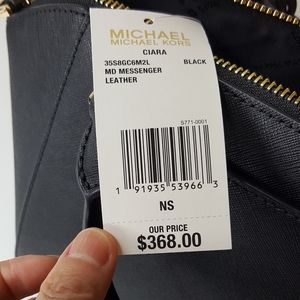 MICHAEL
MICHAEL KORS
CIARA
35S8GC6M2L BLACK
MD MESSENGER
LEATHER
5771-0001
1 91935 53966 3
NS
OUR PRICE
$368.00